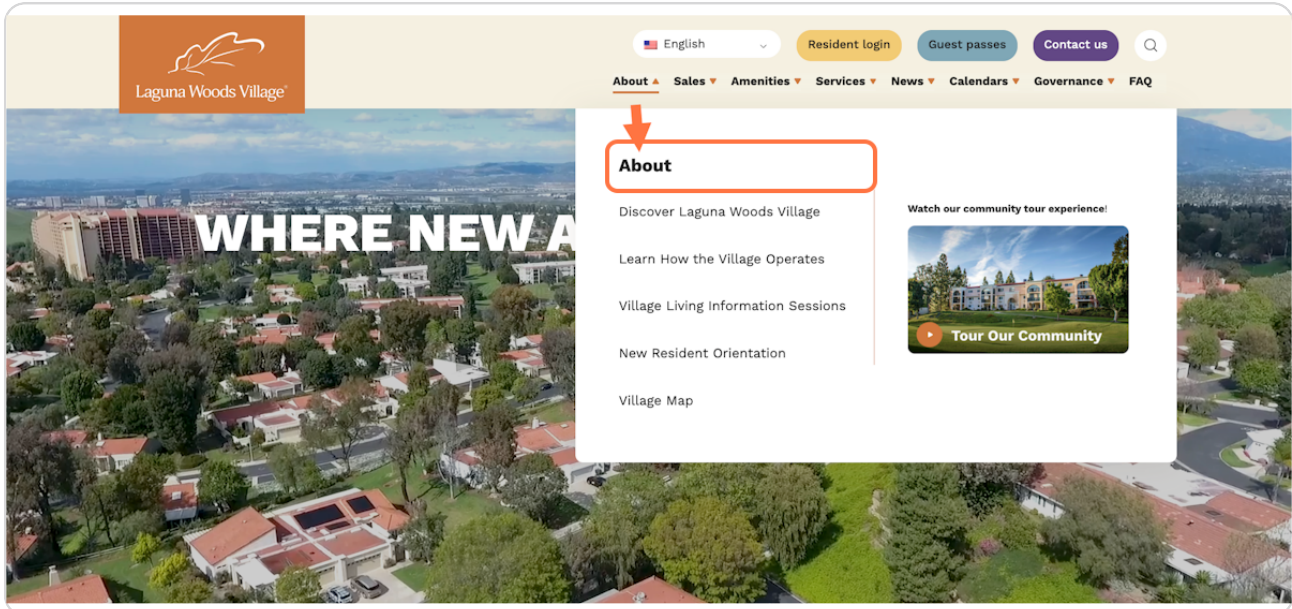 Laguna Woods Village®
English
Resident login
Guest passes
Contact us
About Sales Amenities Services News Calendars Governance FAQ
WHERE NEW A
About
Discover Laguna Woods Village
Learn How the Village Operates
Village Living Information Sessions
New Resident Orientation
Village Map
Watch our community tour experience!
Tour Our Community